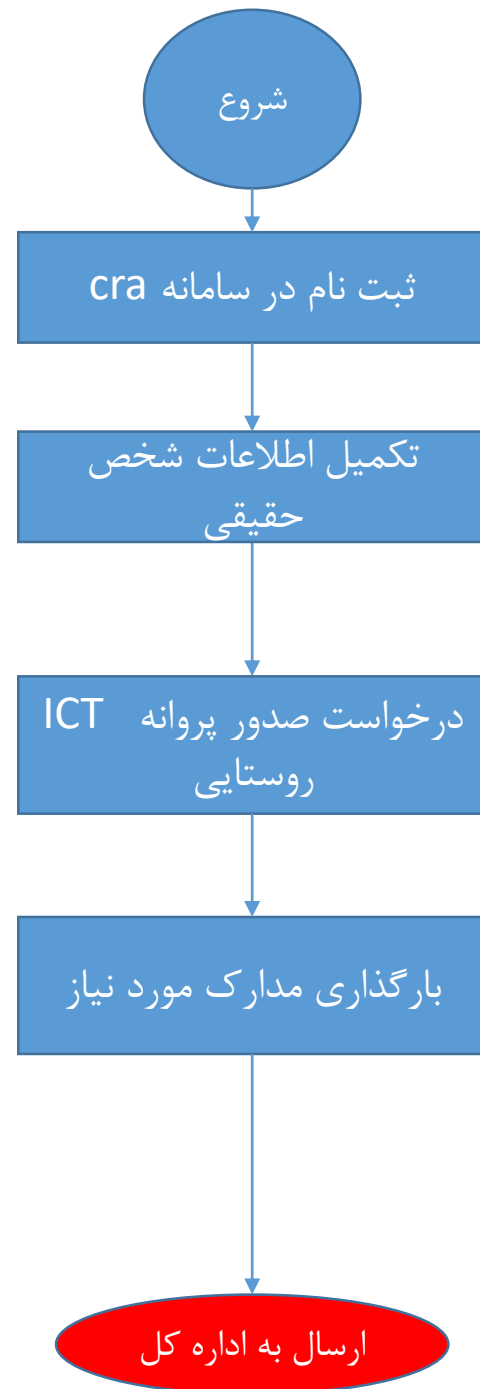 شروع
ثبت نام در سامانه cra
تکمیل اطلاعات شخص
حقیقی
درخواست صدور پروانه ICT
روستایی
بارگذاری مدارک مورد نیاز
ارسال به اداره کل